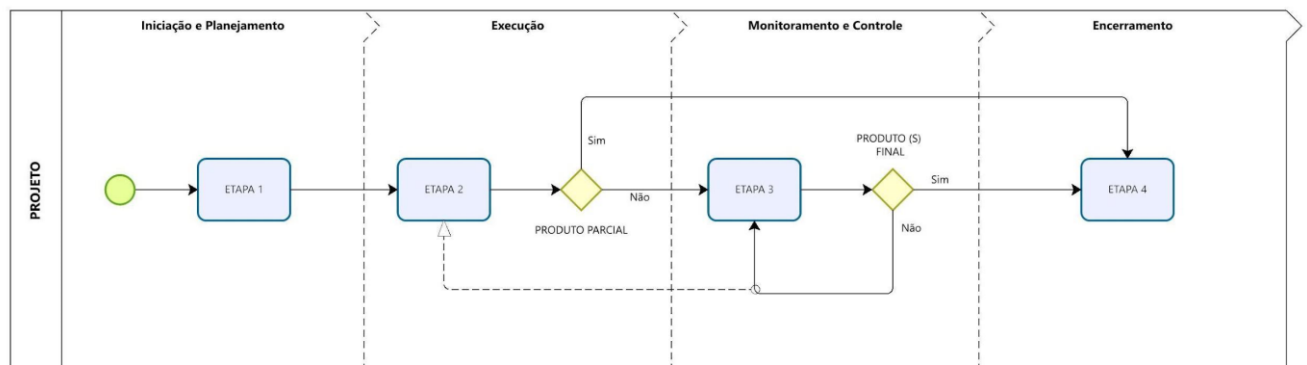 Iniciação e Planejamento
Execução
Monitoramento e Controle
Encerramento
PROJETO
ETAPA 1
ETAPA 2
Sim
Não
PRODUTO PARCIAL
ETAPA 3
PRODUTO (S)
FINAL
Sim
Não
ETAPA 4